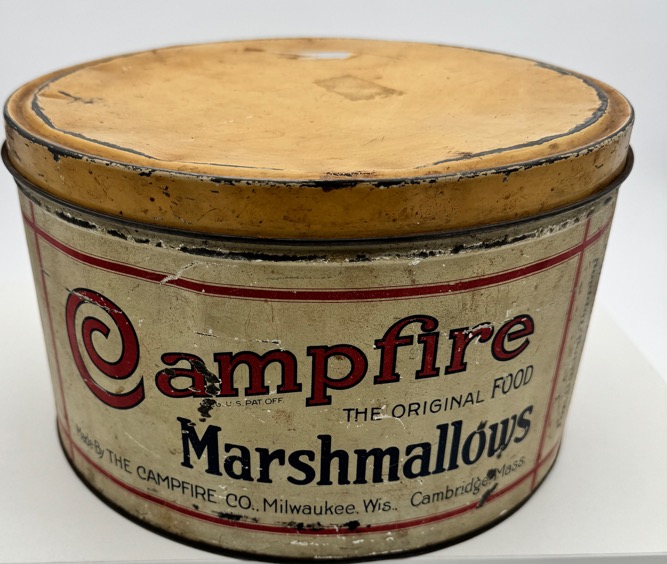 Campfire
U.S. PAT. OFF.
THE ORIGINAL FOOD
Marshmallows
Made By THE CAMPFIRE CO., Milwaukee, Wis., Cambridge, Mass